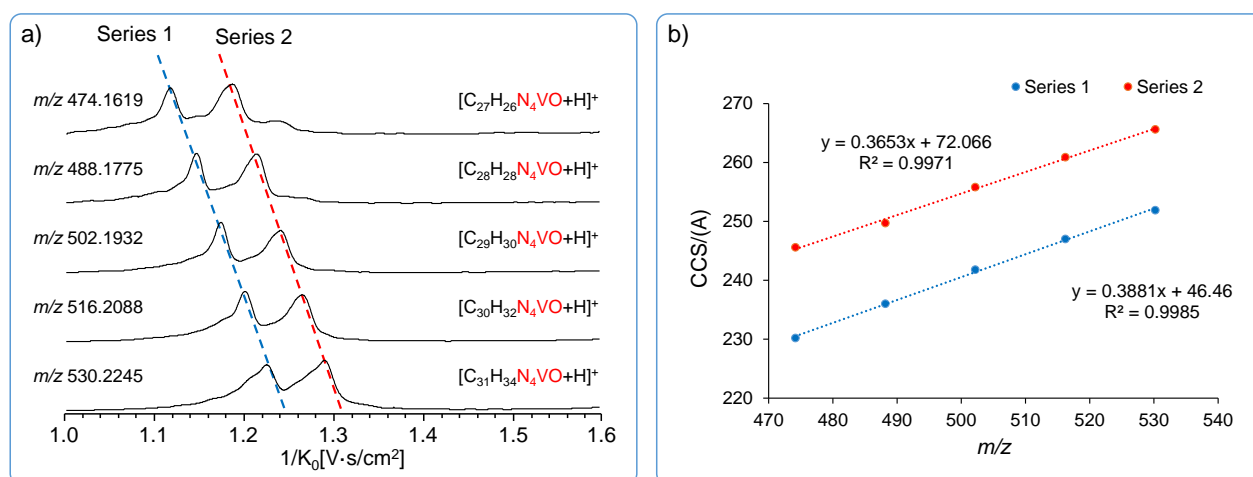 a)
Series 1
Series 2
m/z 474.1619
[C₂₇H₂₆N₄VO+H]⁺
m/z 488.1775
[C₂₈H₂₈N₄VO+H]⁺
m/z 502.1932
[C₂₉H₃₀N₄VO+H]⁺
m/z 516.2088
[C₃₀H₃₂N₄VO+H]⁺
m/z 530.2245
[C₃₁H₃₄N₄VO+H]⁺
1.0 1.1 1.2 1.3 1.4 1.5 1.6
1/K₀[V·s/cm²]
b)
Series 1 Series 2
270
260
250
240
230
220
CCS/(A)
y = 0.3653x + 72.066
R² = 0.9971
y = 0.3881x + 46.46
R² = 0.9985
470 480 490 500 510 520 530 540
m/z